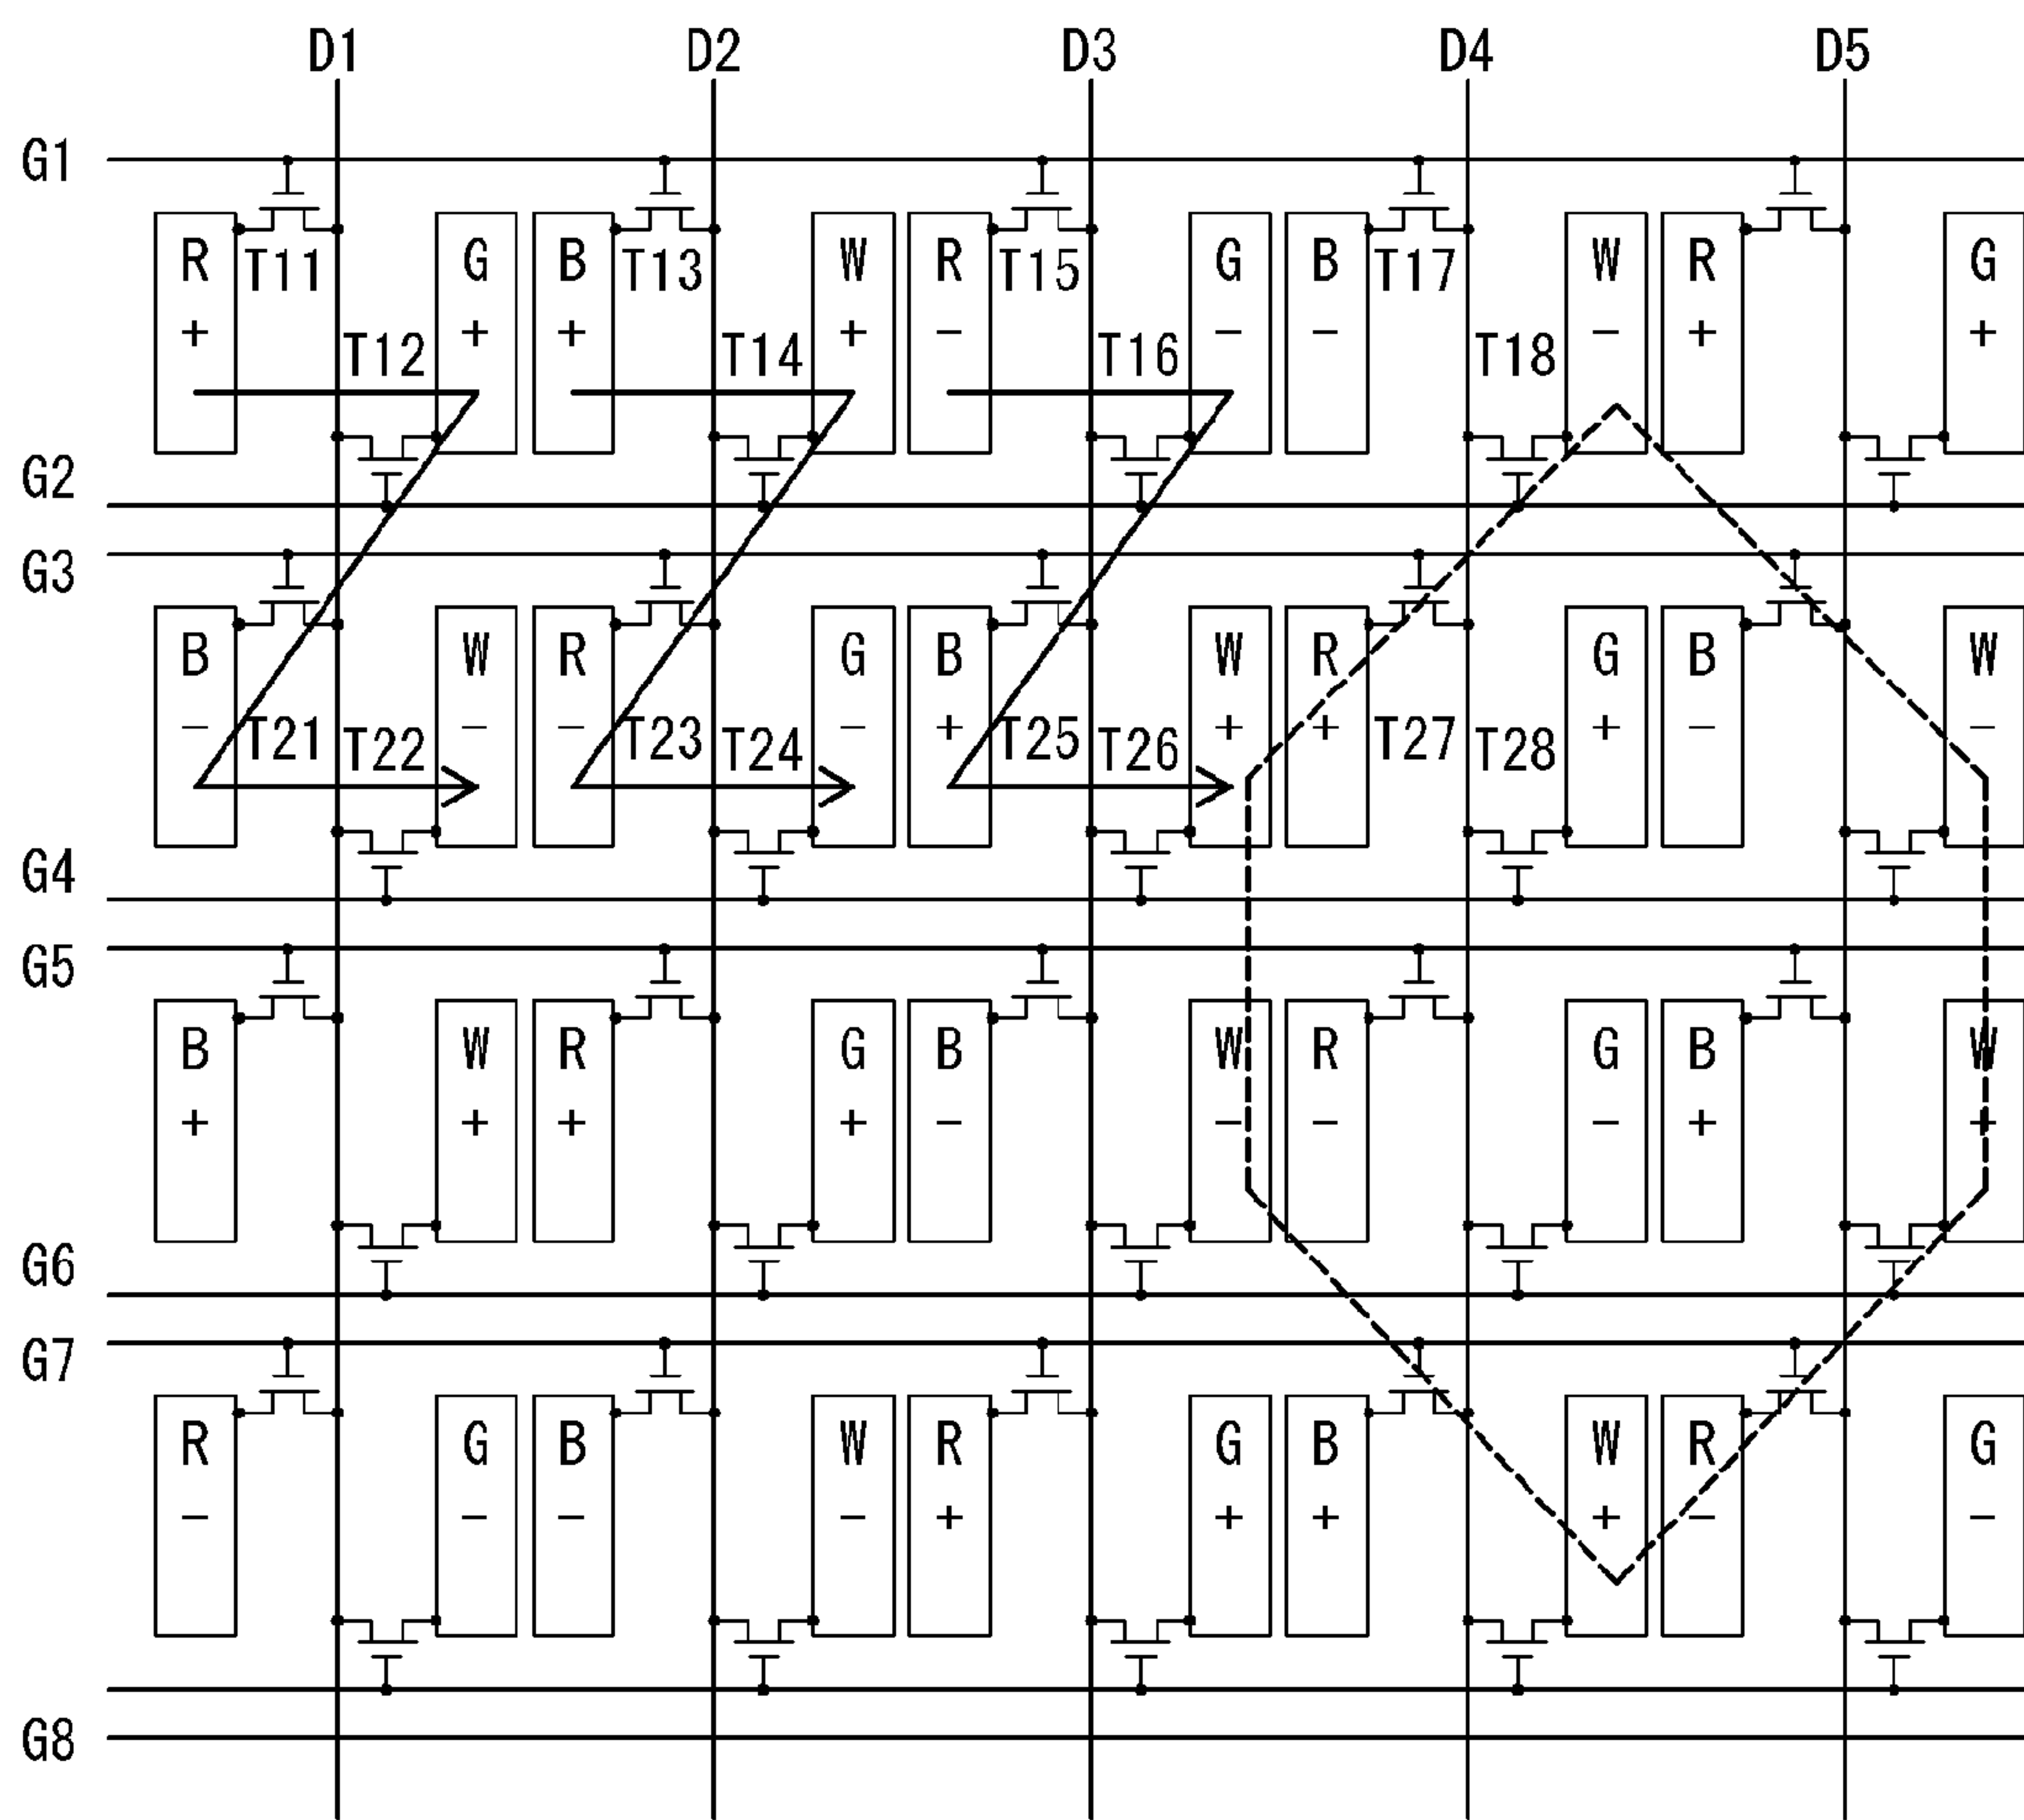 D1 D2 D3 D4 D5
G1
R T11 G B T13 W R T15 G B T17 W R G
+ T12 + + T14 + - T16 - - T18 - + +
G2
G3
B W R G B W R G B W
- T21 T22 - - T23 T24 - + T25 T26 + + T27 T28 + - -
G4
G5
B W R G B W R G B W
+ + + + - - - - + +
G6
G7
R G B W R G B W R G
- - - - + + + + - -
G8